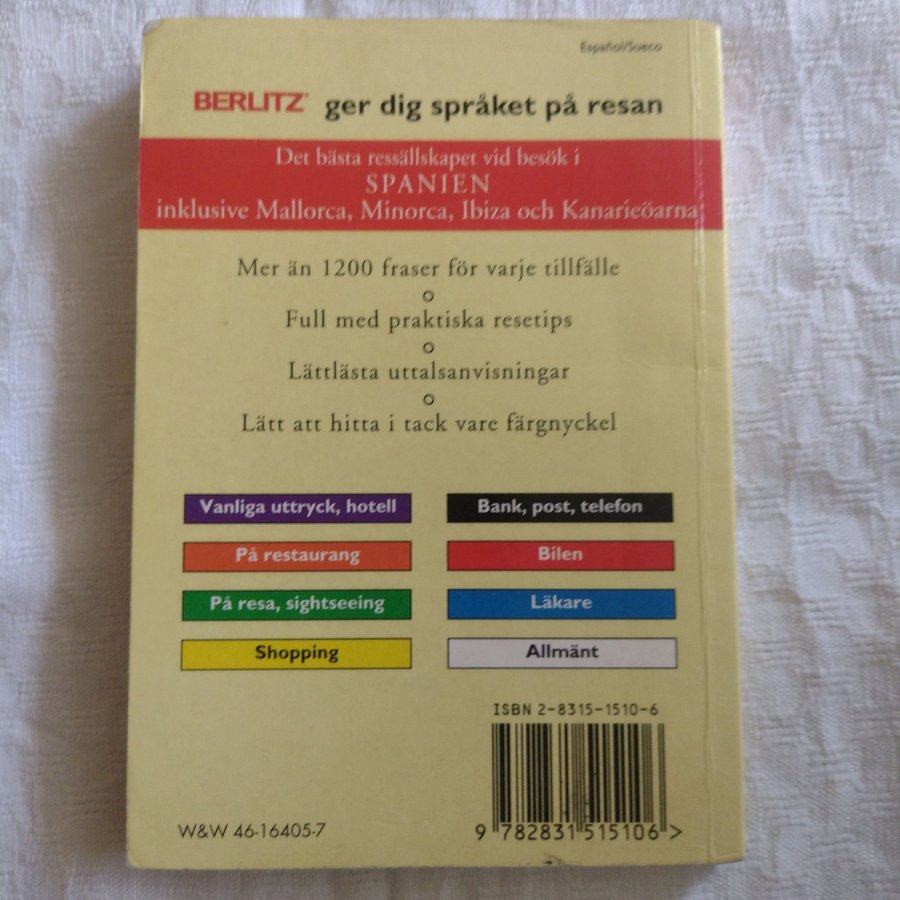 Español/Sueco
BERLITZ® ger dig språket på resan
Det bästa ressällskapet vid besök i
SPANIEN
inklusive Mallorca, Minorca, Ibiza och Kanarieöarna
Mer än 1200 fraser för varje tillfälle
Full med praktiska resetips
Lättlästa uttalsanvisningar
Lätt att hitta i tack vare färgnyckel
Vanliga uttryck, hotell
På restaurang
På resa, sightseeing
Shopping
Bank, post, telefon
Bilen
Läkare
Allmänt
ISBN 2-8315-1510-6
9 782831 515106 >
W&W 46-16405-7